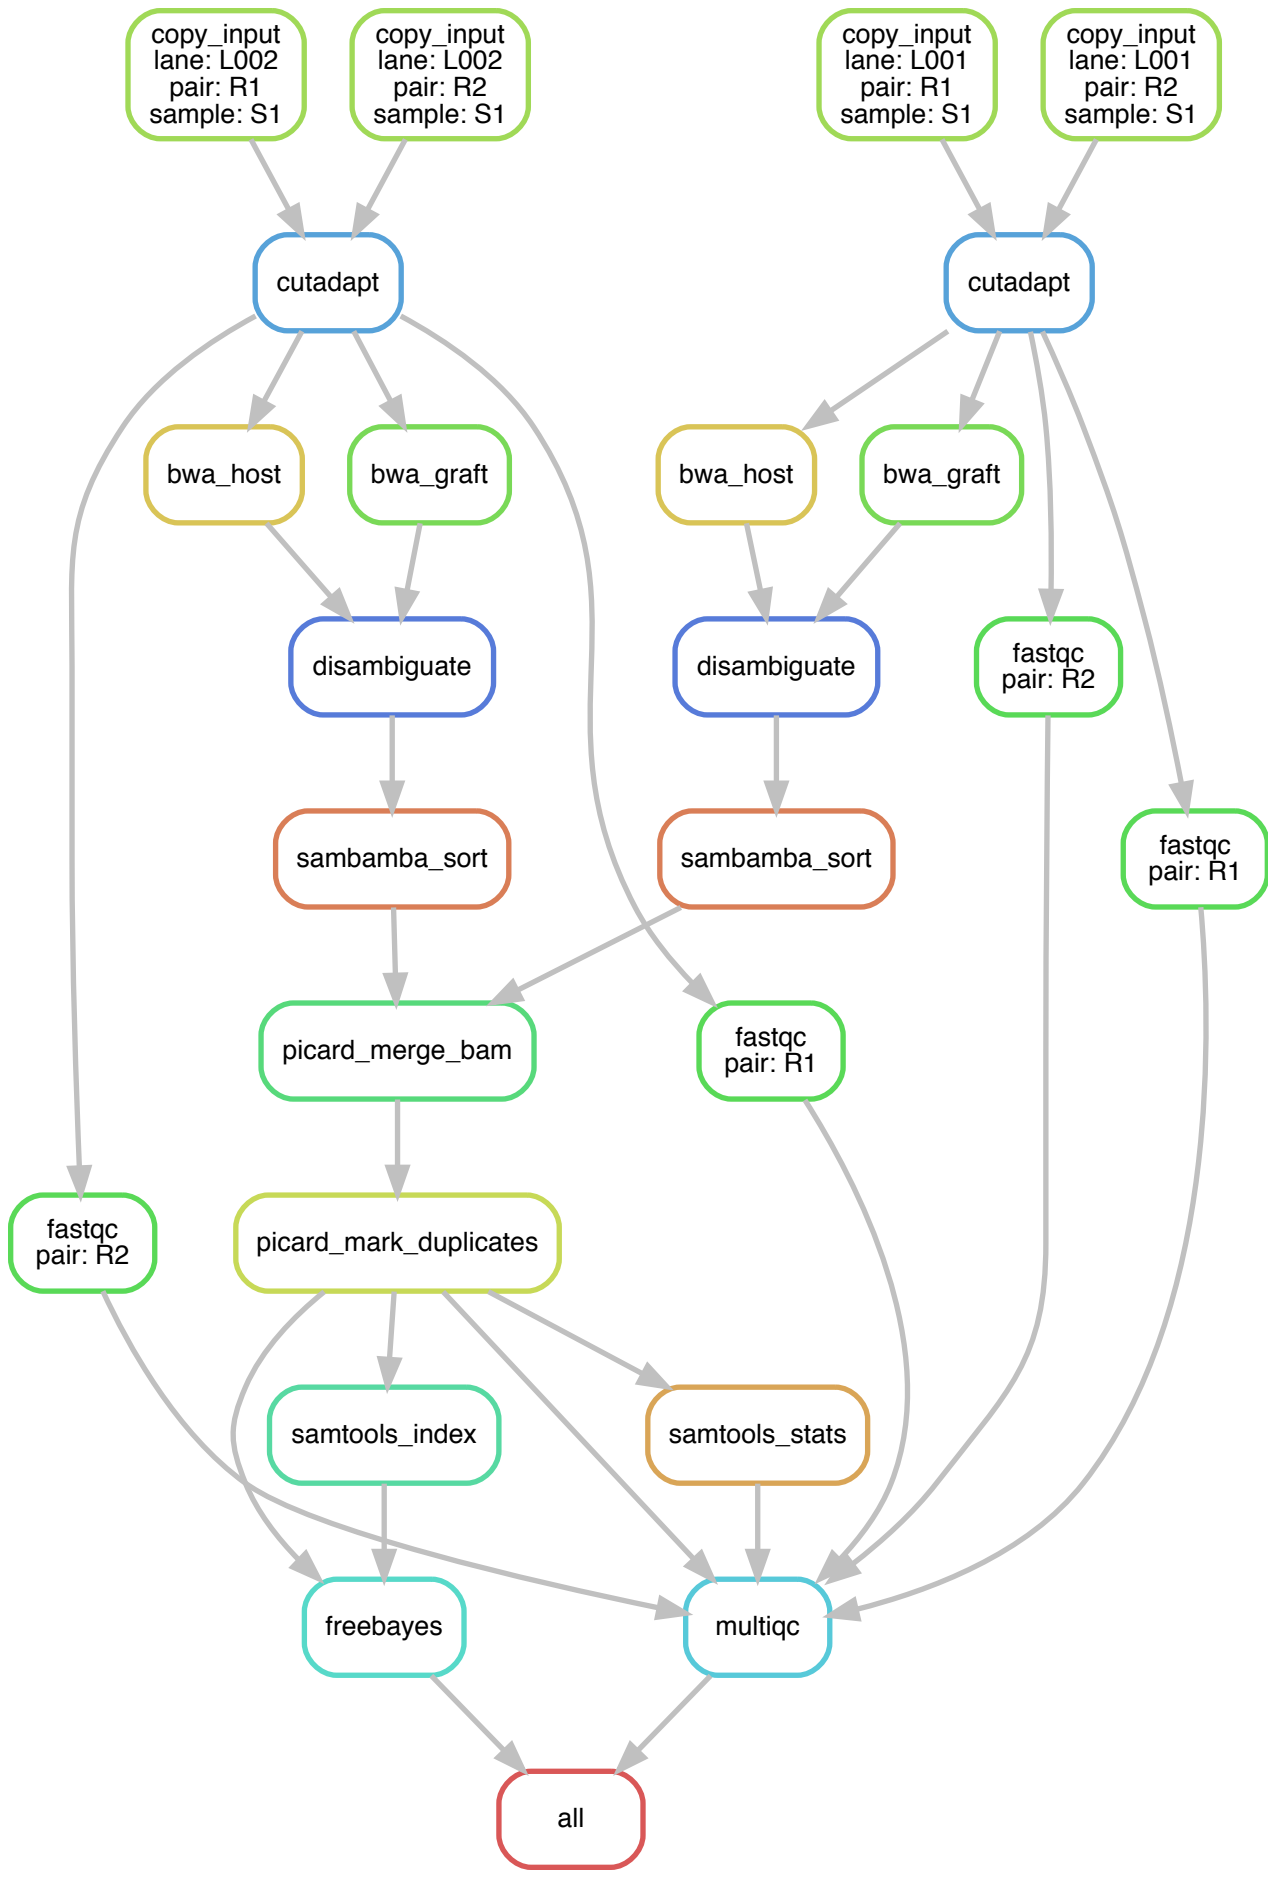 copy_input
lane: L002
pair: R1
sample: S1
copy_input
lane: L002
pair: R2
sample: S1
copy_input
lane: L001
pair: R1
sample: S1
copy_input
lane: L001
pair: R2
sample: S1
cutadapt
cutadapt
bwa_host
bwa_graft
bwa_host
bwa_graft
disambiguate
disambiguate
fastqc
pair: R2
sambamba_sort
sambamba_sort
fastqc
pair: R1
picard_merge_bam
fastqc
pair: R1
fastqc
pair: R2
picard_mark_duplicates
samtools_index
samtools_stats
freebayes
multiqc
all